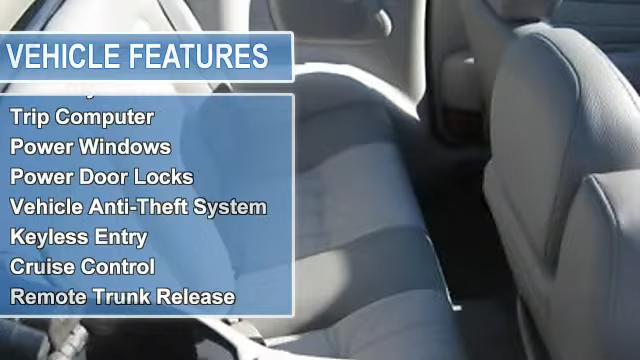 VEHICLE FEATURES
Trip Computer
Power Windows
Power Door Locks
Vehicle Anti-Theft System
Keyless Entry
Cruise Control
Remote Trunk Release